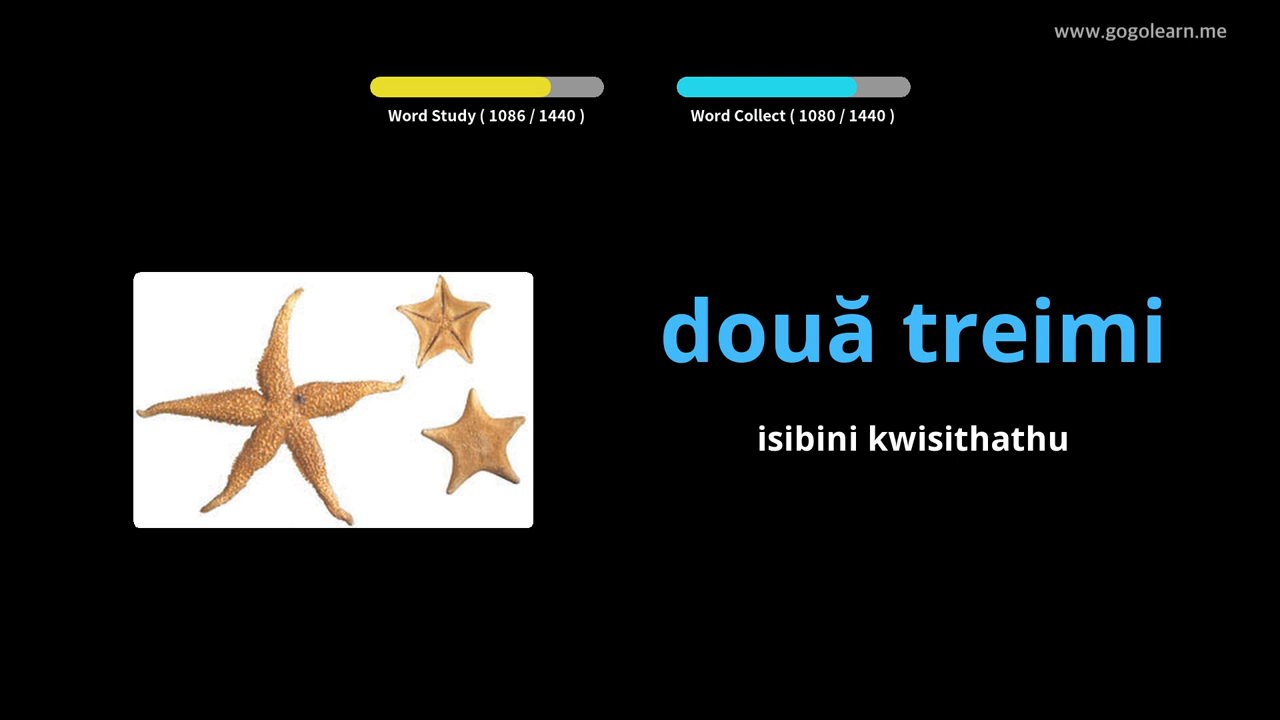 www.gogolearn.me
Word Study ( 1086 / 1440 )
Word Collect ( 1080 / 1440 )
două treimi
isibini kwisithathu